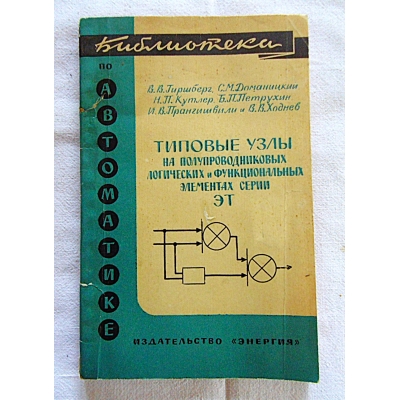 Библиотека
по
АВТОМАТИКЕ
В.В.Гиршберг, С.М.Доманицкий
Н.П.Кутлер, Б.П.Петрухин
И.В.Прангишвили и В.В.Ходнев
ТИПОВЫЕ УЗЛЫ
НА ПОЛУПРОВОДНИКОВЫХ
ЛОГИЧЕСКИХ и ФУНКЦИОНАЛЬНЫХ
ЭЛЕМЕНТАХ СЕРИИ
ЭТ
ИЗДАТЕЛЬСТВО «ЭНЕРГИЯ»